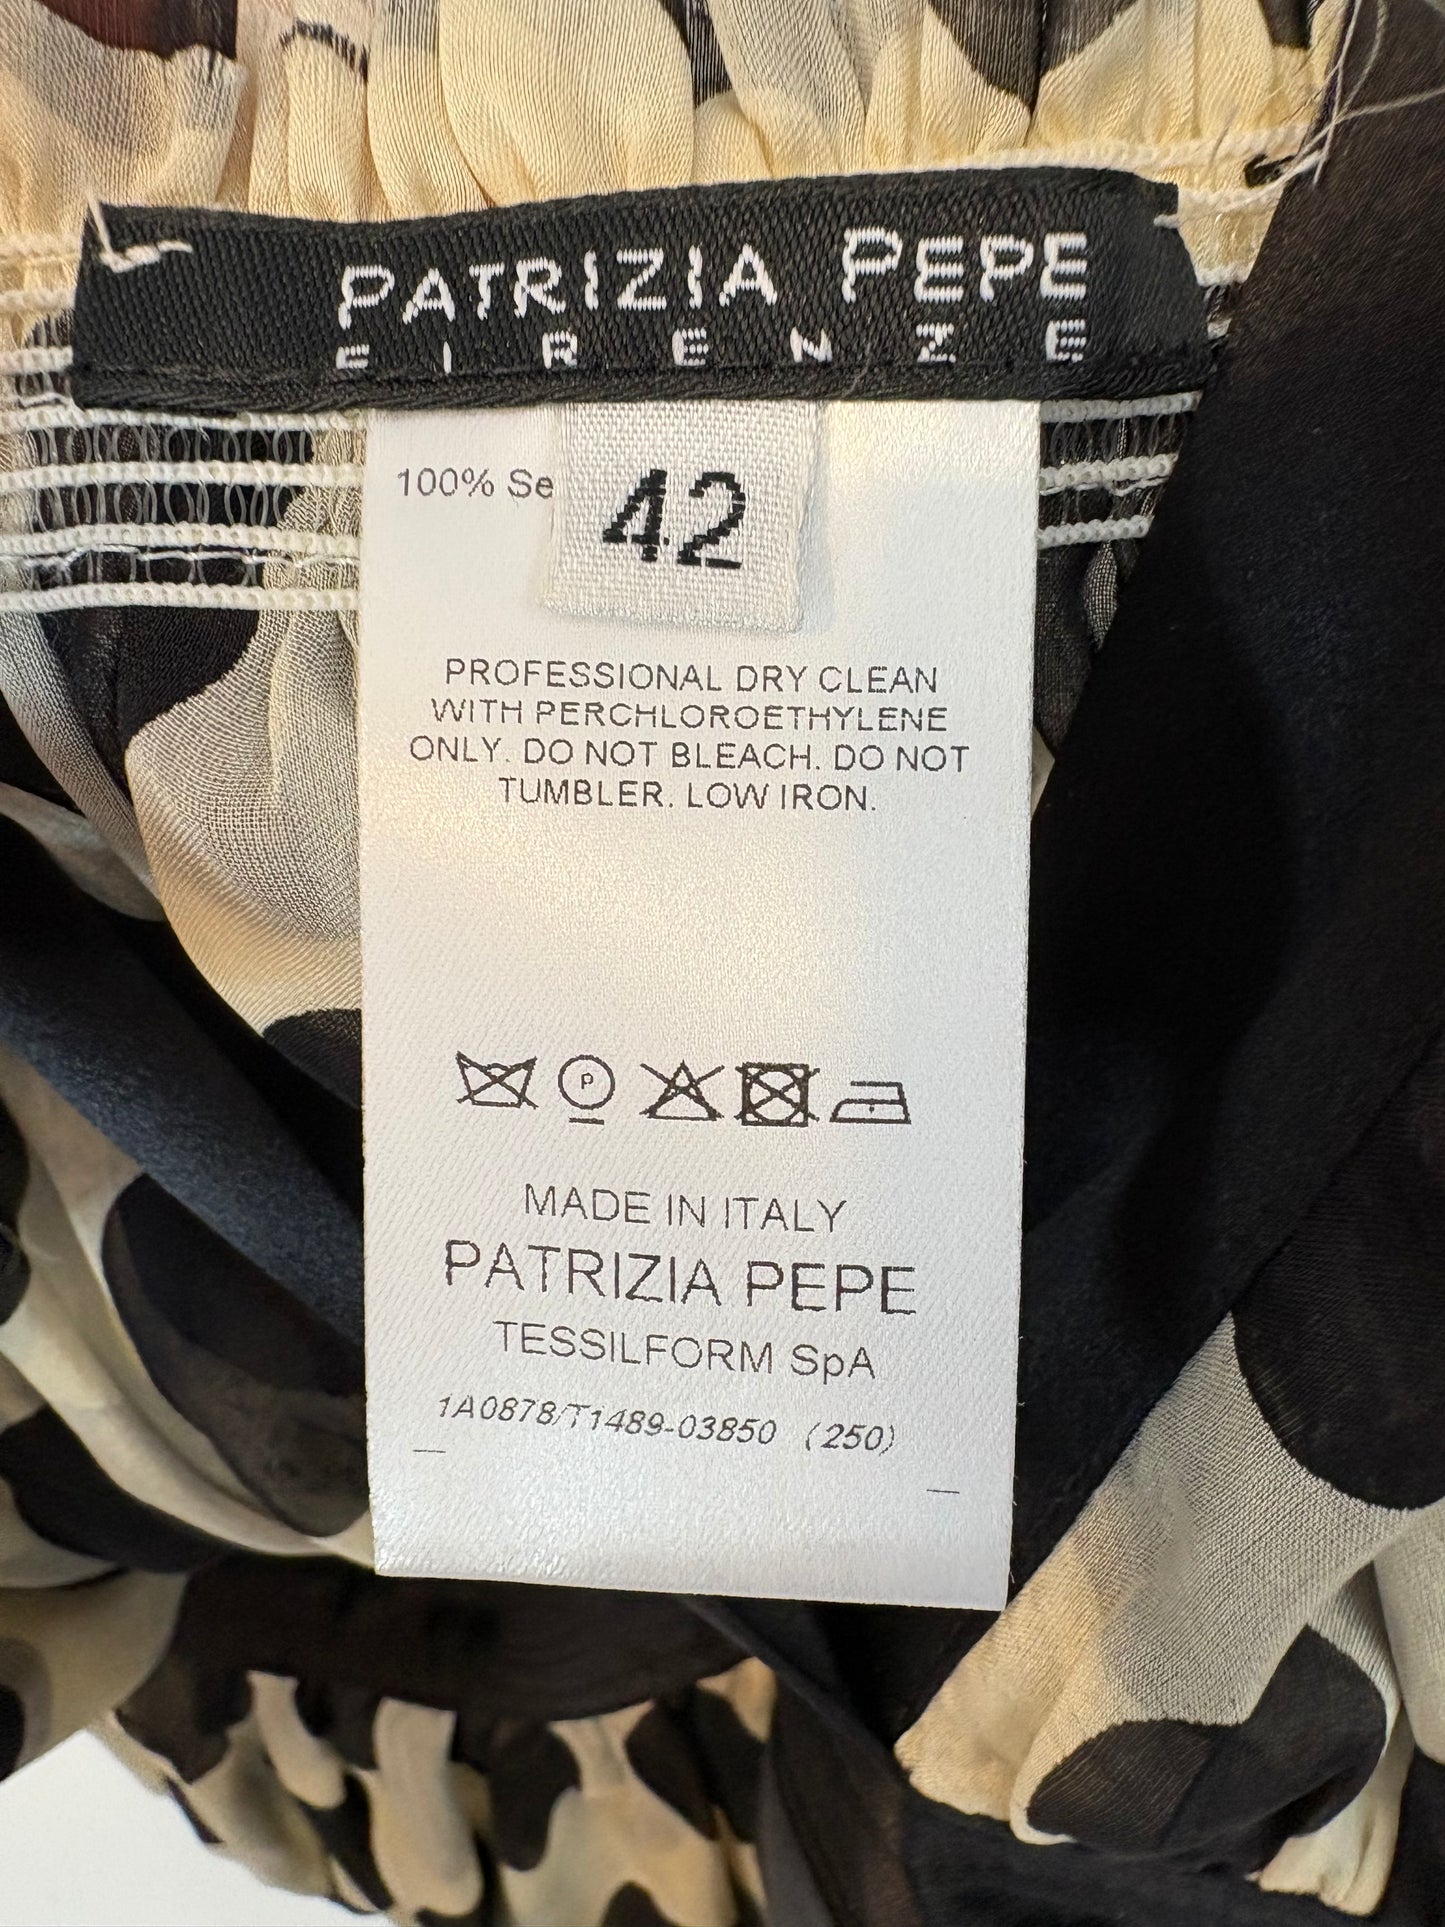 PATRIZIA PEPE
FIRENZE
100% Se
42
PROFESSIONAL DRY CLEAN
WITH PERCHLOROETHYLENE
ONLY. DO NOT BLEACH. DO NOT
TUMBLER. LOW IRON.
P
MADE IN ITALY
PATRIZIA PEPE
TESSILFORM SpA
1A0878/T1489-03850 (250)